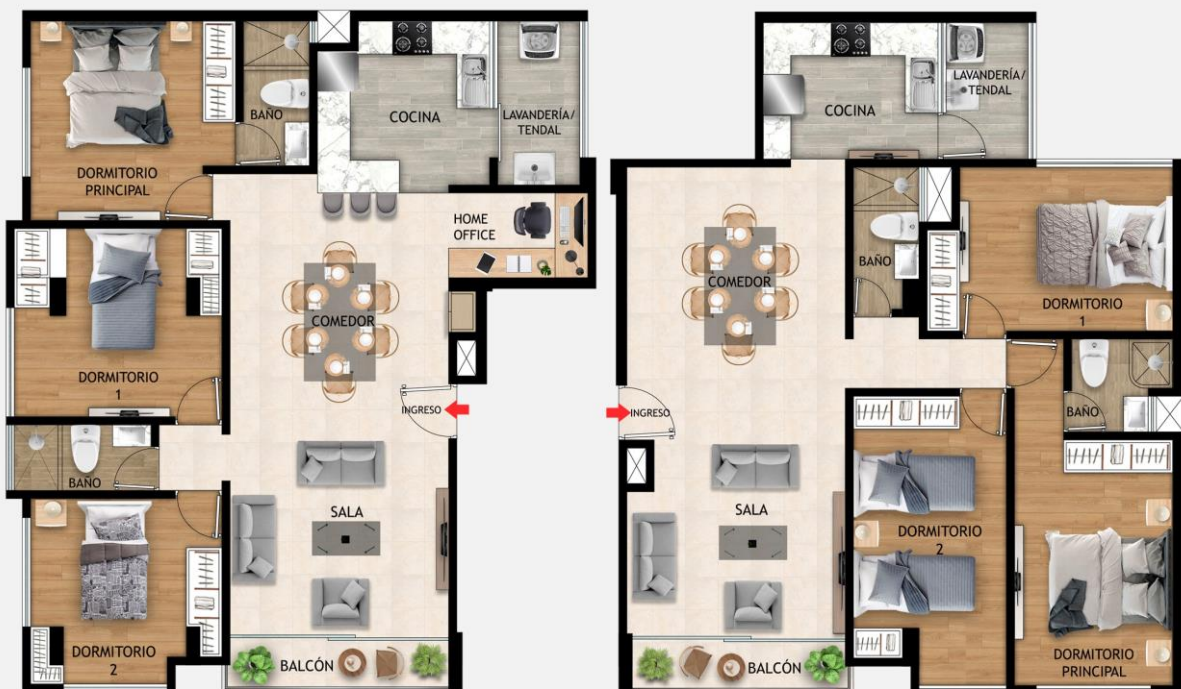 BAÑO
COCINA
LAVANDERÍA/
TENDAL
DORMITORIO
PRINCIPAL
HOME
OFFICE
DORMITORIO
1
COMEDOR
INGRESO
BAÑO
SALA
DORMITORIO
2
BALCÓN
COCINA
LAVANDERÍA/
TENDAL
BAÑO
COMEDOR
DORMITORIO
1
INGRESO
BAÑO
SALA
DORMITORIO
2
DORMITORIO
PRINCIPAL
BALCÓN